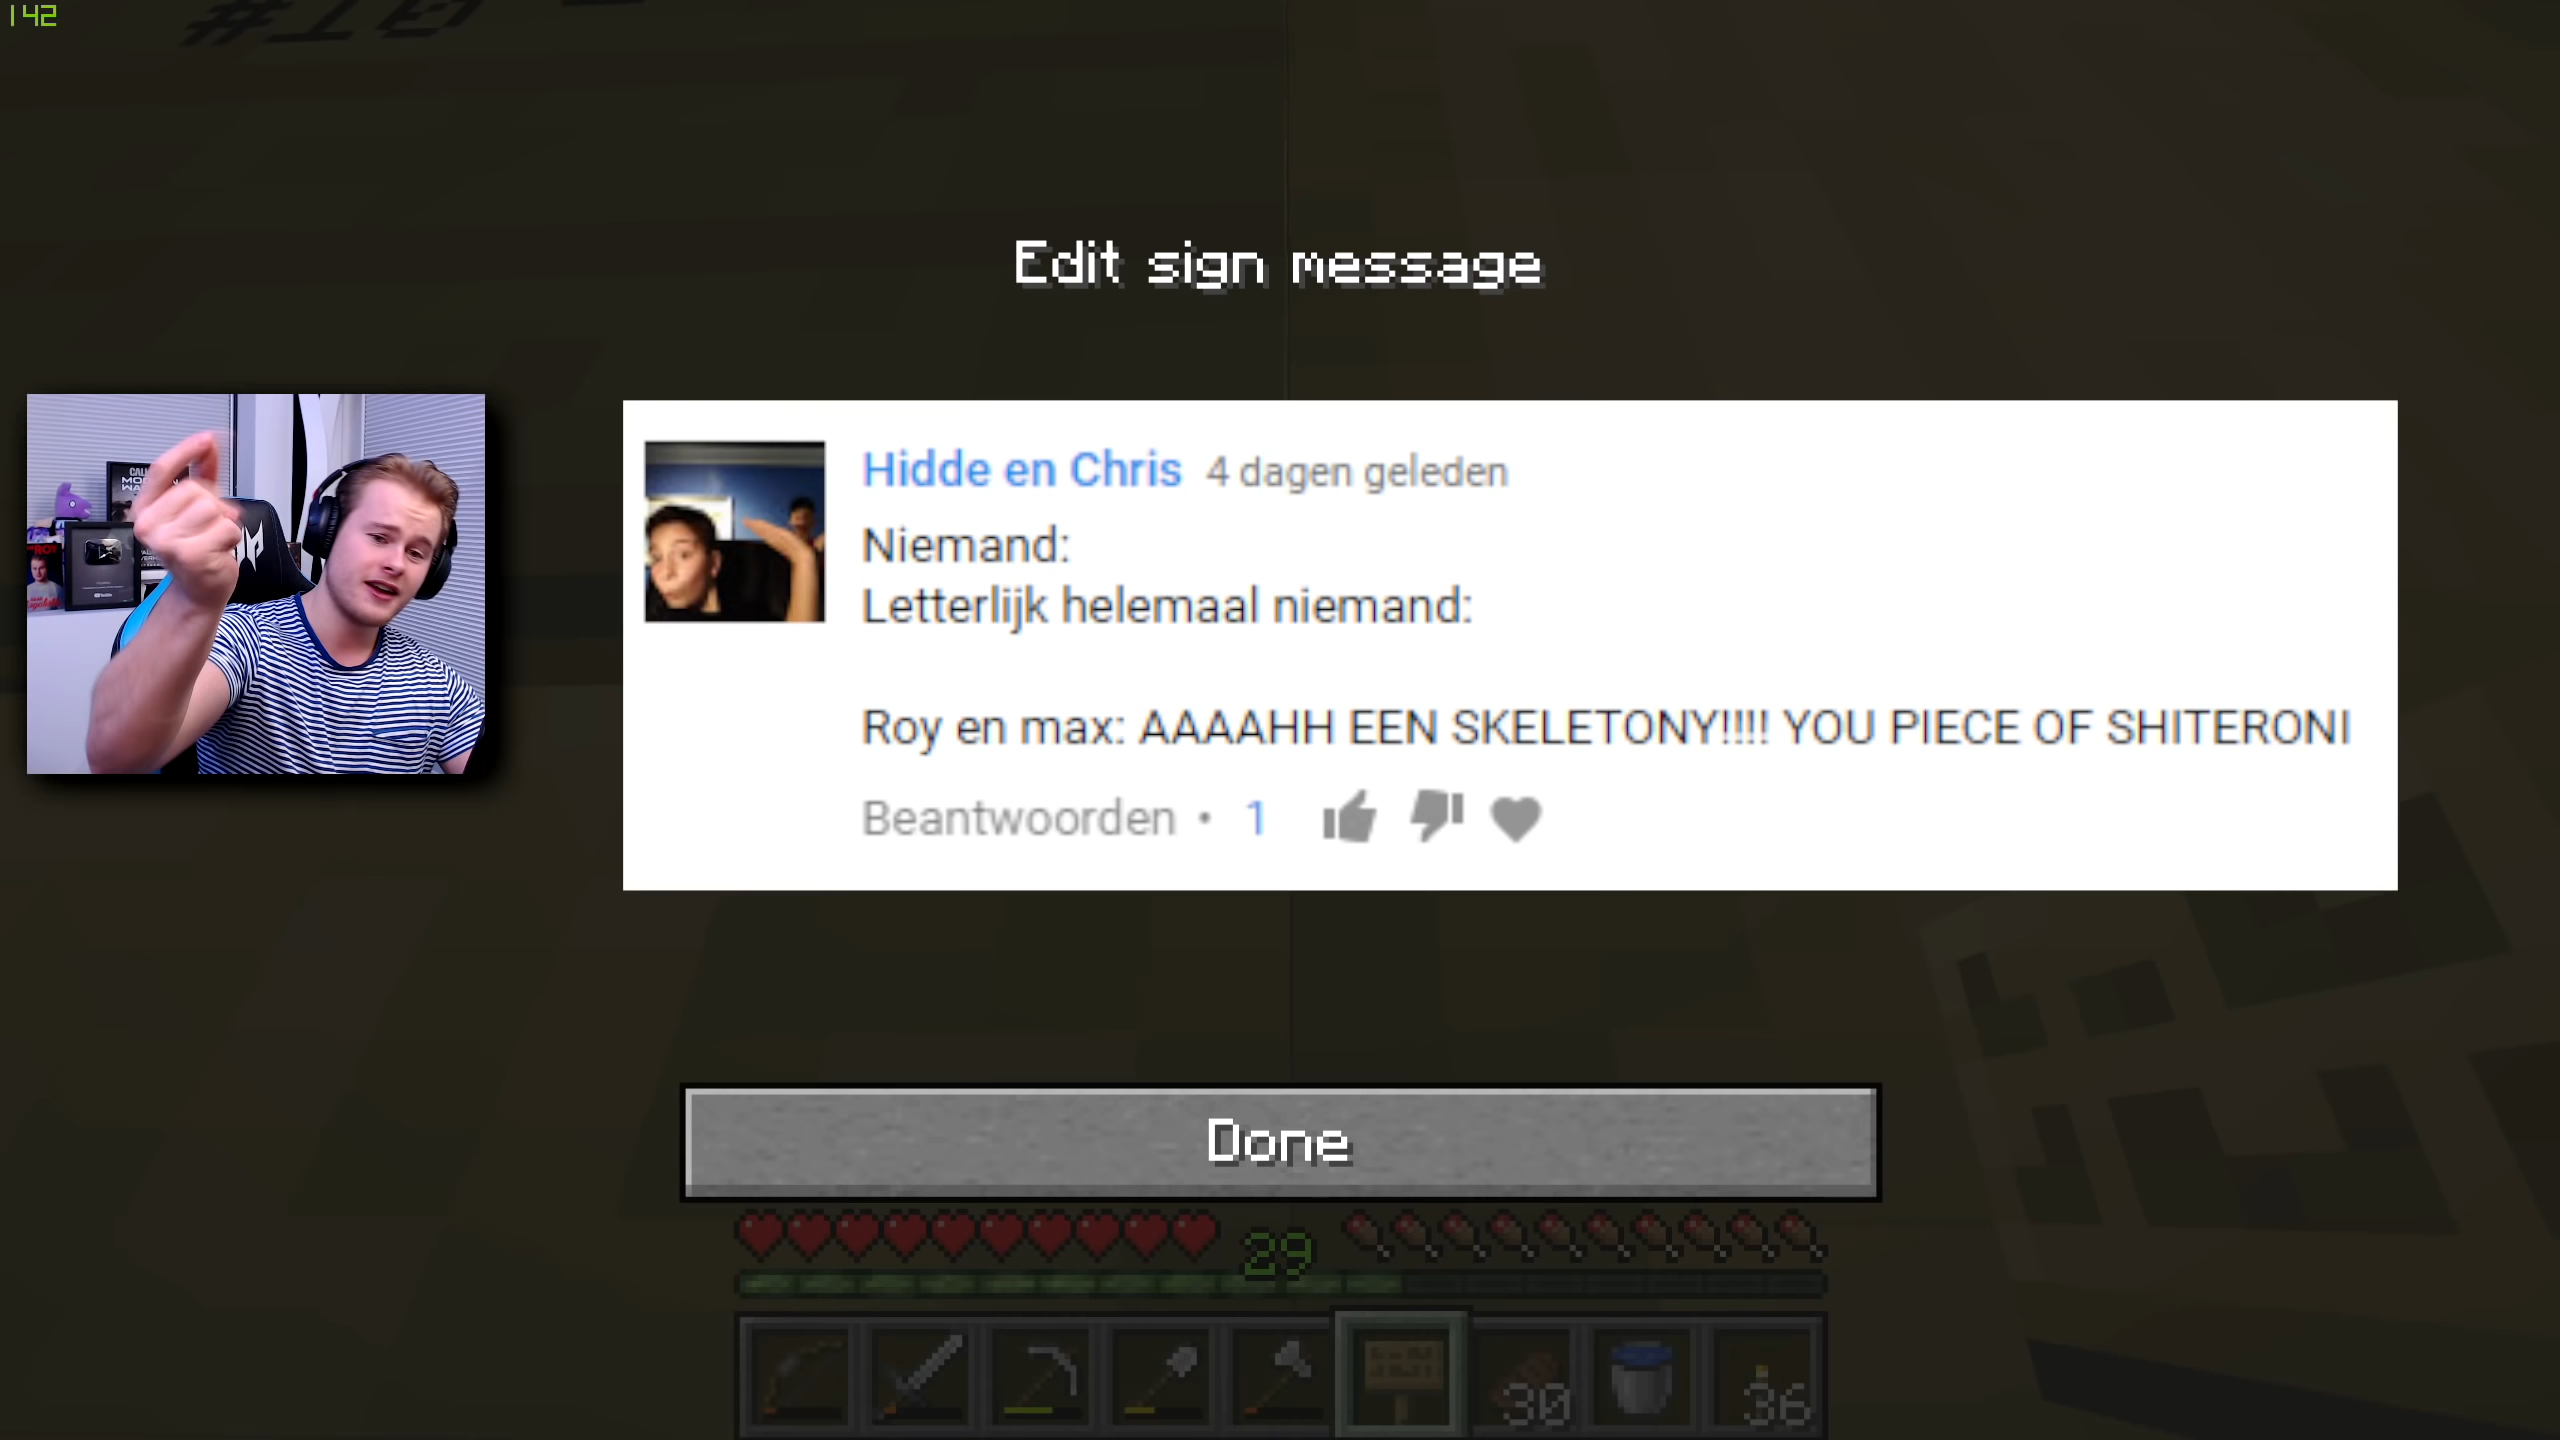 142
#18
Edit sign message
Hidde en Chris 4 dagen geleden
Niemand:
Letterlijk helemaal niemand:
Roy en max: AAAAHH EEN SKELETONY!!!! YOU PIECE OF SHITERONI
Beantwoorden • 1
Done
29
30
36